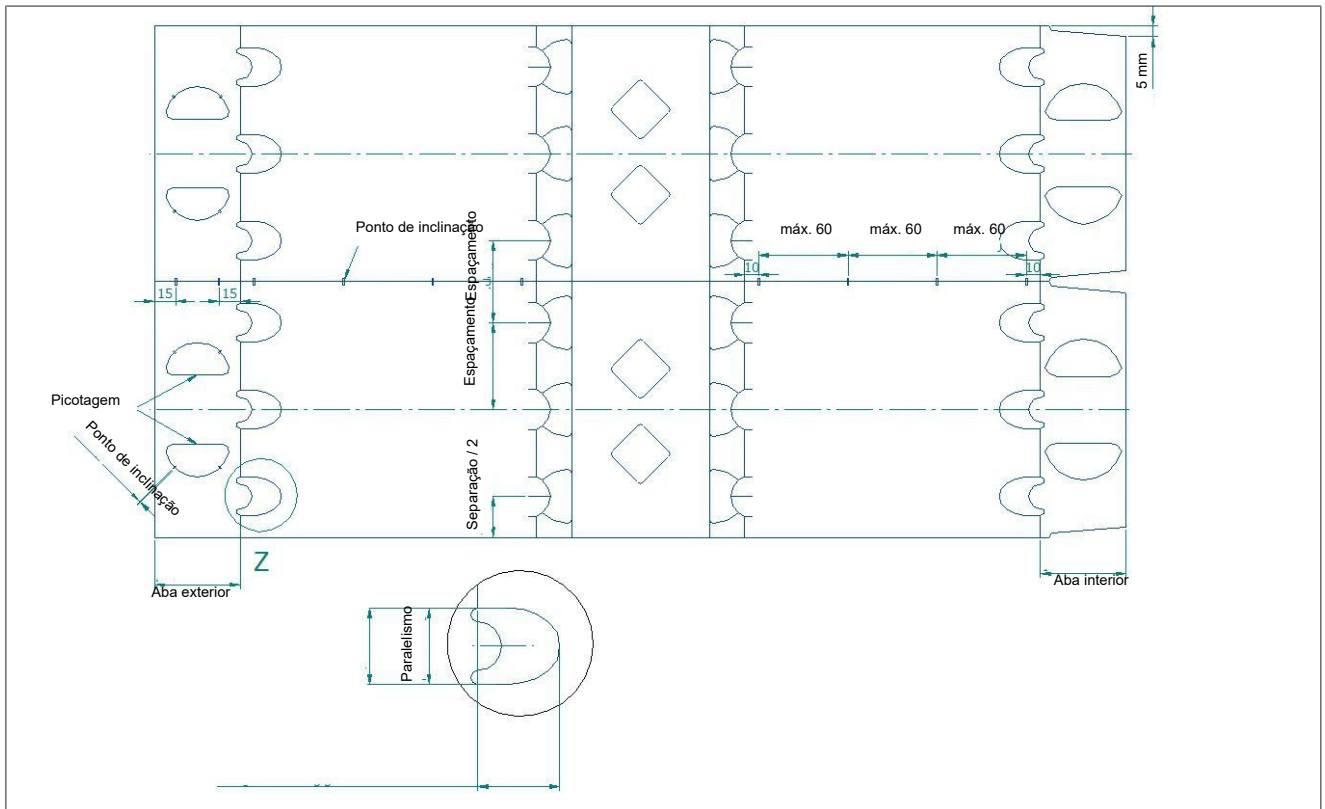 5 mm
Ponto de inclinação
Espaçamento
máx. 60
máx. 60
máx. 60
10
10
15
15
Espaçamento
Picotagem
Ponto de inclinação
Separação / 2
Z
Aba exterior
Aba interior
Paralelismo